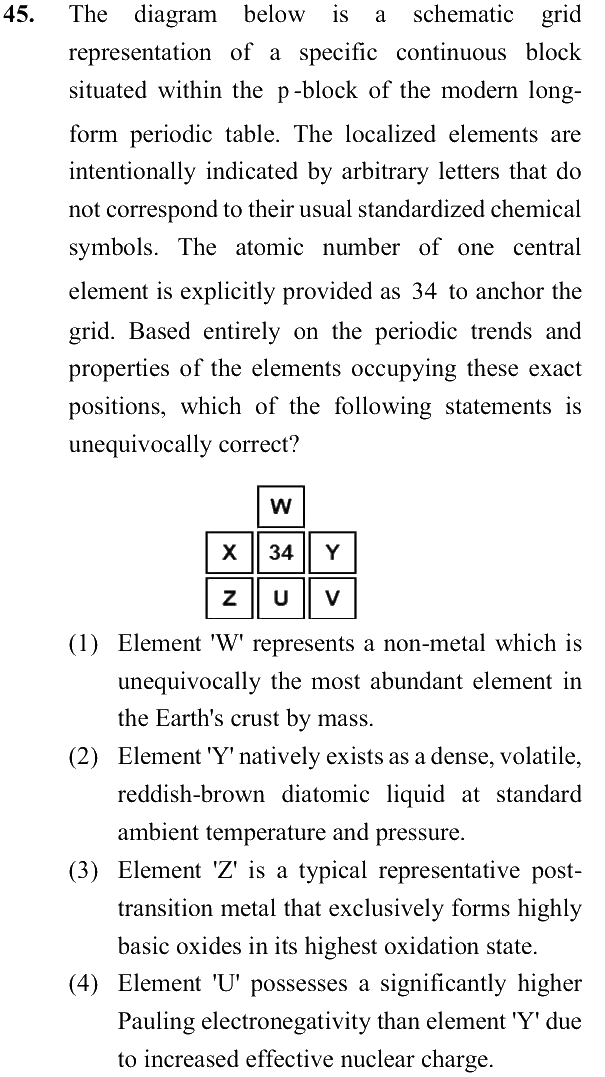 45. The diagram below is a schematic grid
representation of a specific continuous block
situated within the p-block of the modern long-
form periodic table. The localized elements are
intentionally indicated by arbitrary letters that do
not correspond to their usual standardized chemical
symbols. The atomic number of one central
element is explicitly provided as 34 to anchor the
grid. Based entirely on the periodic trends and
properties of the elements occupying these exact
positions, which of the following statements is
unequivocally correct?
W
X 34 Y
Z U V
(1) Element 'W' represents a non-metal which is
unequivocally the most abundant element in
the Earth's crust by mass.
(2) Element 'Y' natively exists as a dense, volatile,
reddish-brown diatomic liquid at standard
ambient temperature and pressure.
(3) Element 'Z' is a typical representative post-
transition metal that exclusively forms highly
basic oxides in its highest oxidation state.
(4) Element 'U' possesses a significantly higher
Pauling electronegativity than element 'Y' due
to increased effective nuclear charge.